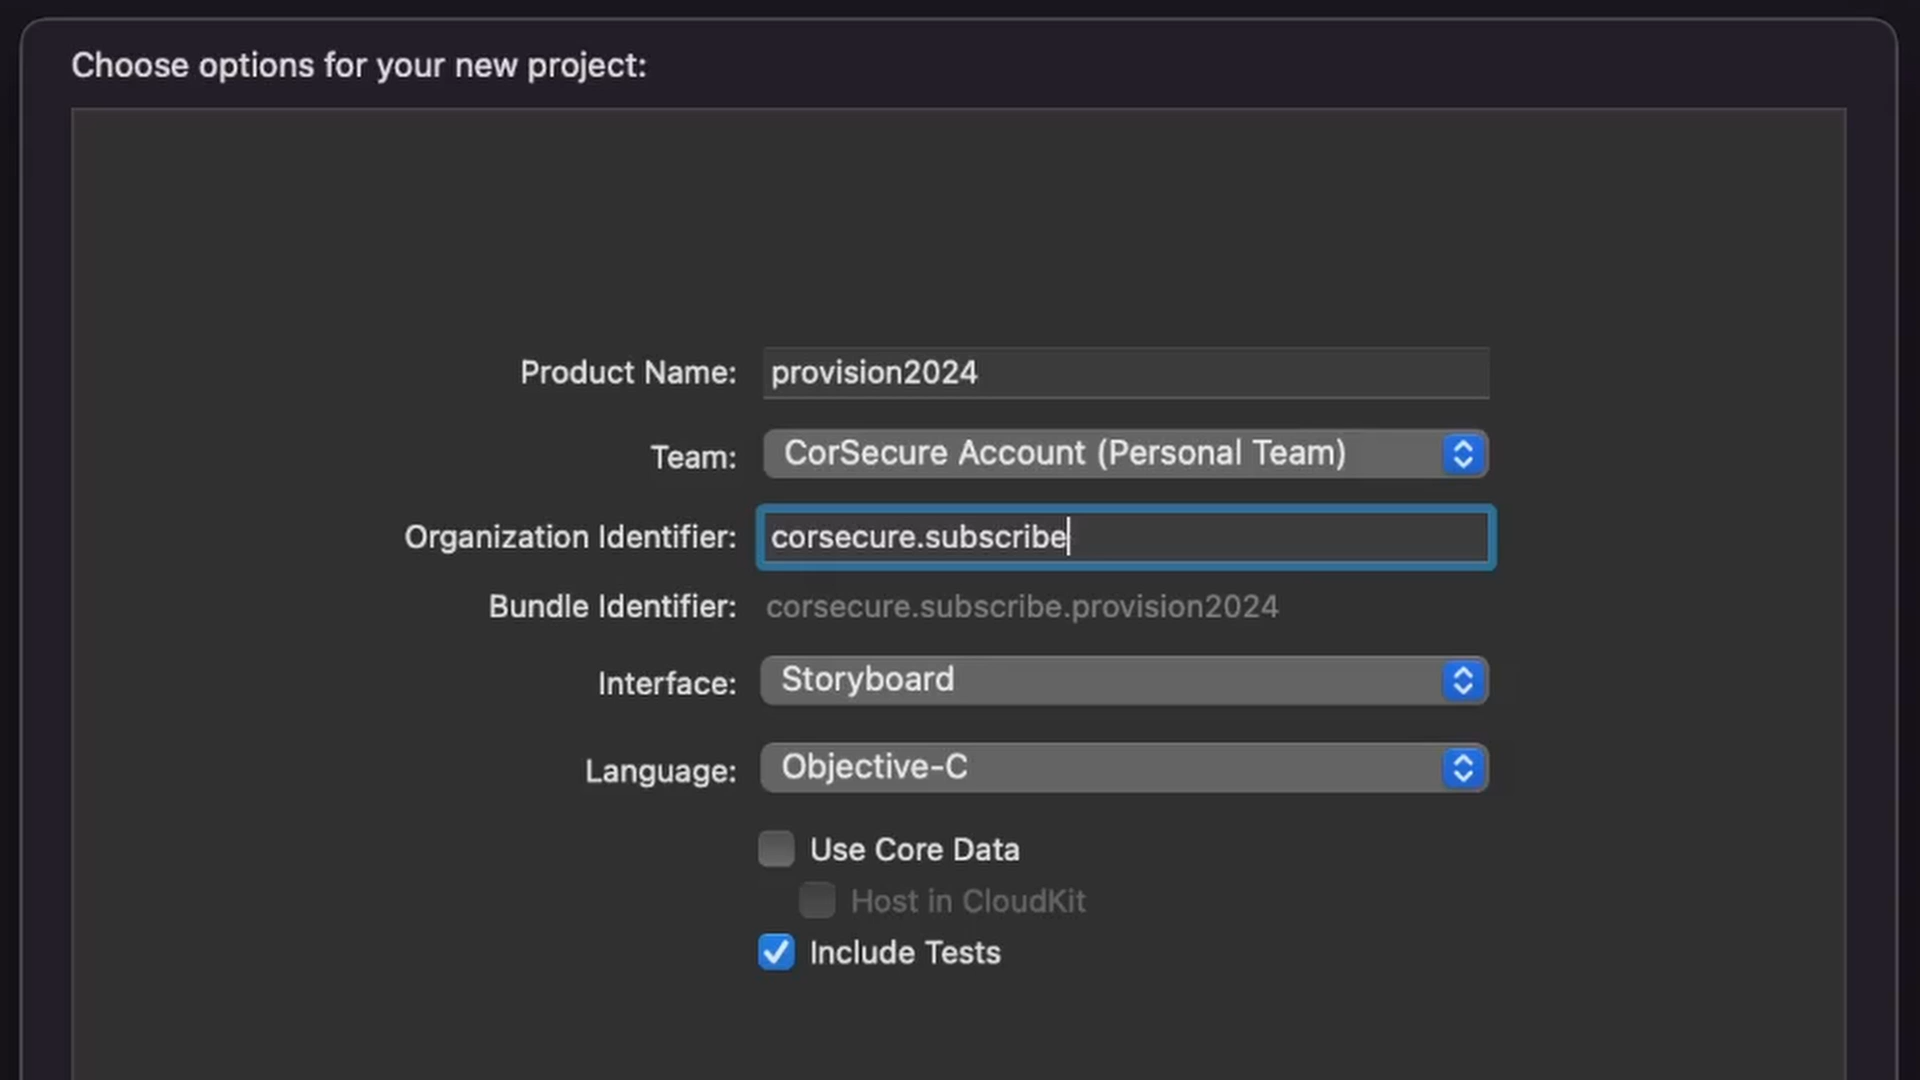 Choose options for your new project:
Product Name: provision2024
Team: CorSecure Account (Personal Team)
Organization Identifier: corsecure.subscribe
Bundle Identifier: corsecure.subscribe.provision2024
Interface: Storyboard
Language: Objective-C
Use Core Data
Host in CloudKit
Include Tests